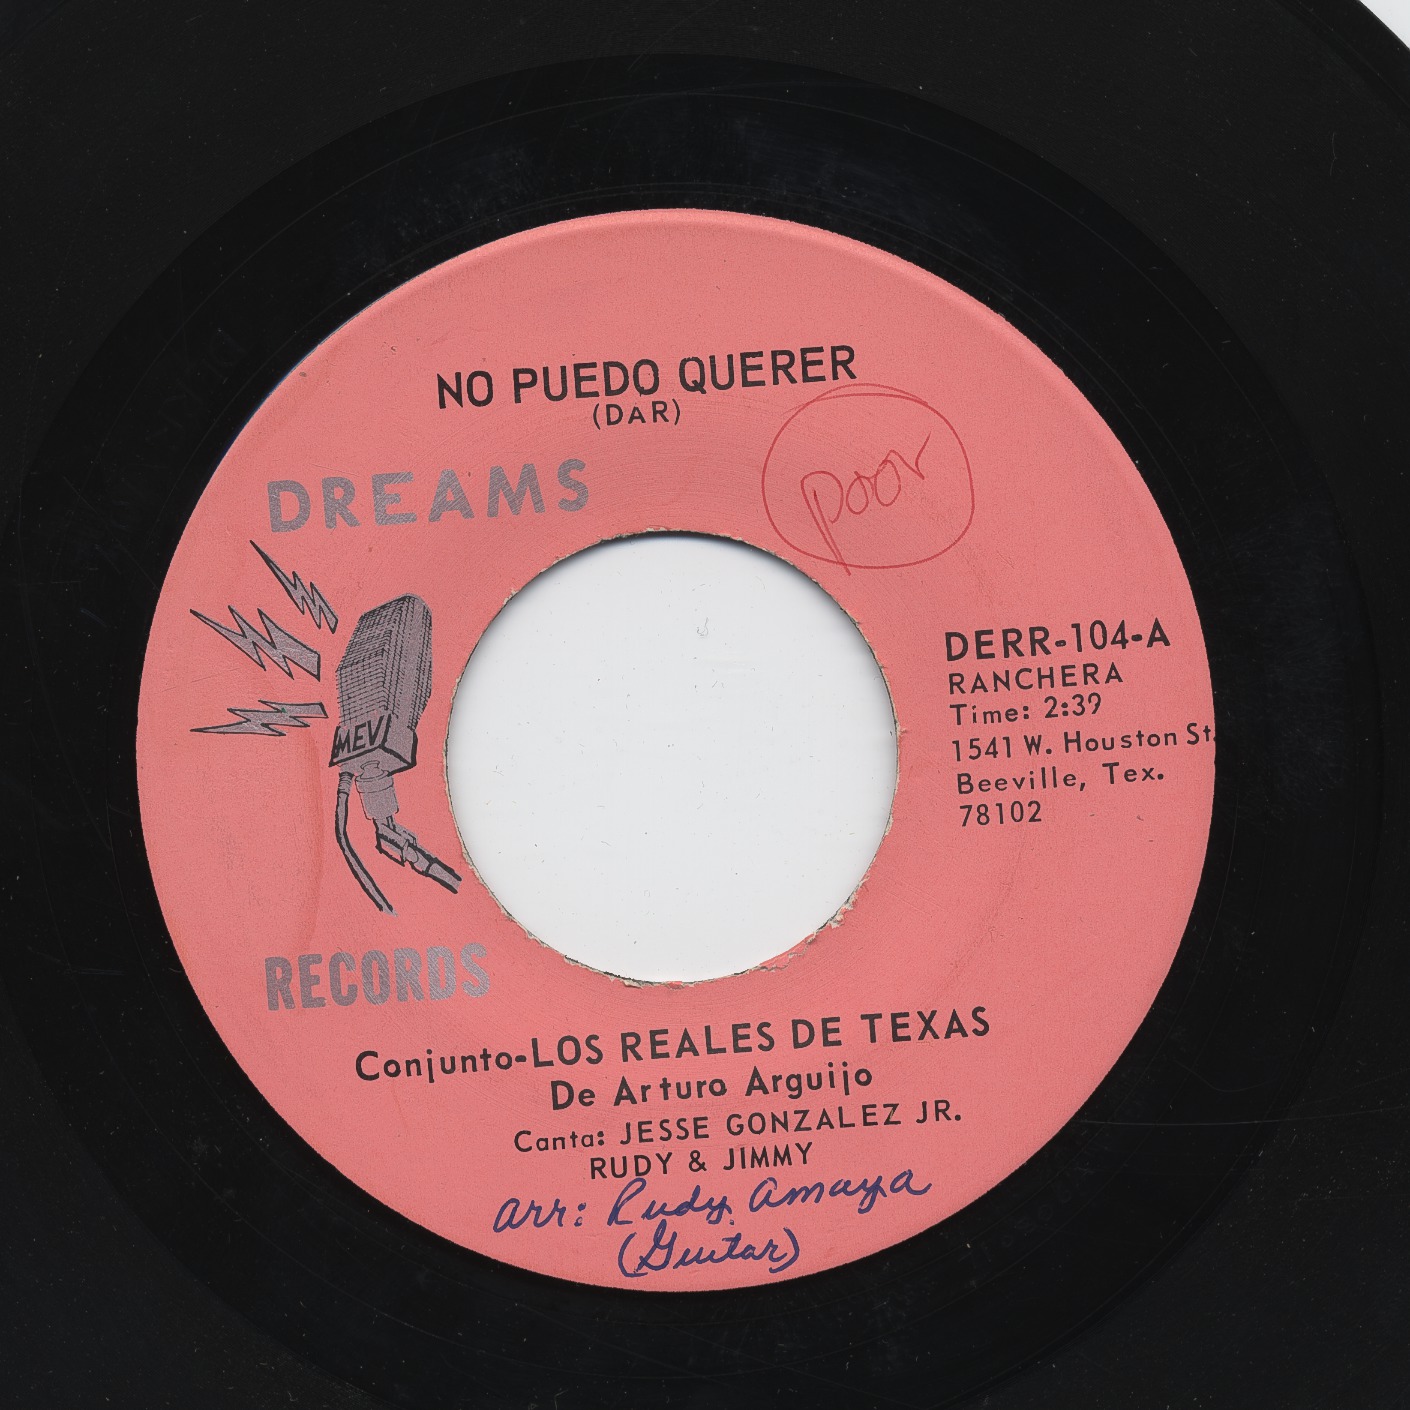 NO PUEDO QUERER
(DAR)
DREAMS
poor
MEV
DERR-104-A
RANCHERA
Time: 2:39
1541 W. Houston St.
Beeville, Tex.
78102
RECORDS
Conjunto-LOS REALES DE TEXAS
De Arturo Arguijo
Canta: JESSE GONZALEZ JR.
RUDY & JIMMY
arr: Rudy Amaya
(Guitar)